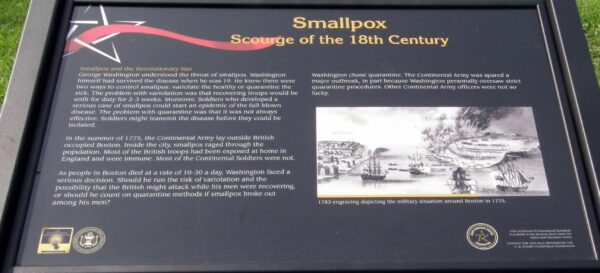 Smallpox
Scourge of the 18th Century
Smallpox and the Revolutionary War
George Washington understood the threat of smallpox. Washington
himself had survived the disease when he was 19. He knew there were
two ways to control smallpox: variolate the healthy or quarantine the
sick. The problem with variolation was that recovering troops would be
unfit for duty for 2-3 weeks. Moreover, Soldiers who developed a
serious case of smallpox could start an epidemic of the full-blown
disease. The problem with quarantine was that it was not always
effective. Soldiers might transmit the disease before they could be
isolated.
In the summer of 1775, the Continental Army lay outside British
occupied Boston. Inside the city, smallpox raged through the
population. Most of the British troops had been exposed at home in
England and were immune. Most of the Continental Soldiers were not.
As people in Boston died at a rate of 10-30 a day, Washington faced a
serious decision. Should he run the risk of variolation and the
possibility that the British might attack while his men were recovering,
or should he count on quarantine methods if smallpox broke out
among his men?
Washington chose quarantine. The Continental Army was spared a
major outbreak, in part because Washington personally oversaw strict
quarantine procedures. Other Continental Army officers were not so
lucky.
1783 engraving depicting the military situation around Boston in 1775.